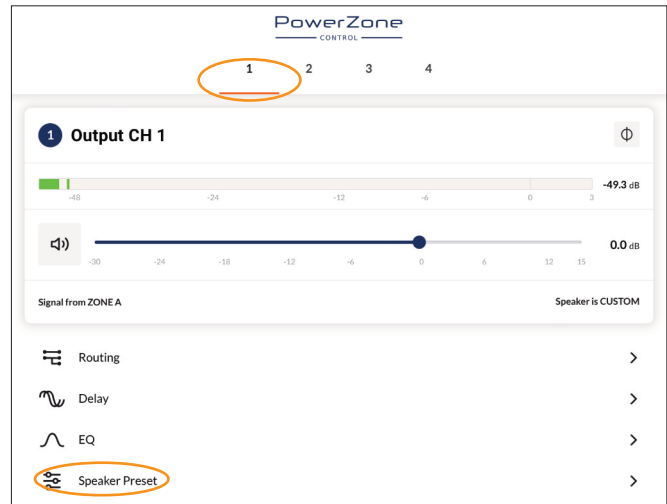 PowerZone
CONTROL
1 2 3 4
1 Output CH 1
-49.3 dB
-48 -24 -12 -6 0 3
0.0 dB
-30 -24 -18 -12 -6 0 6 12 15
Signal from ZONE A Speaker is CUSTOM
Routing
Delay
EQ
Speaker Preset